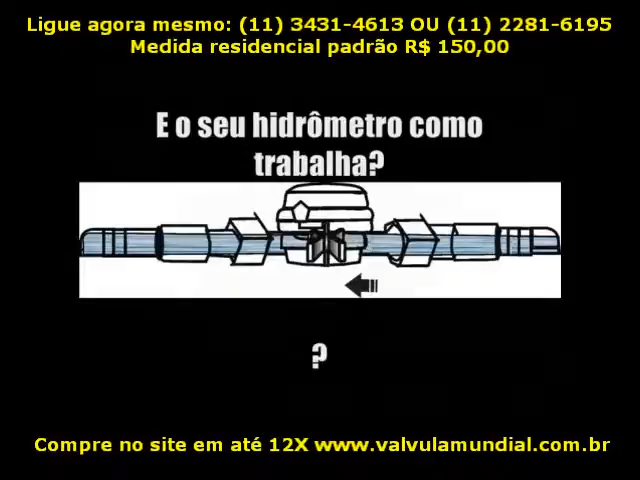 Ligue agora mesmo: (11) 3431-4613 OU (11) 2281-6195
Medida residencial padrão R$ 150,00
E o seu hidrômetro como
trabalha?
?
Compre no site em até 12X www.valvulamundial.com.br